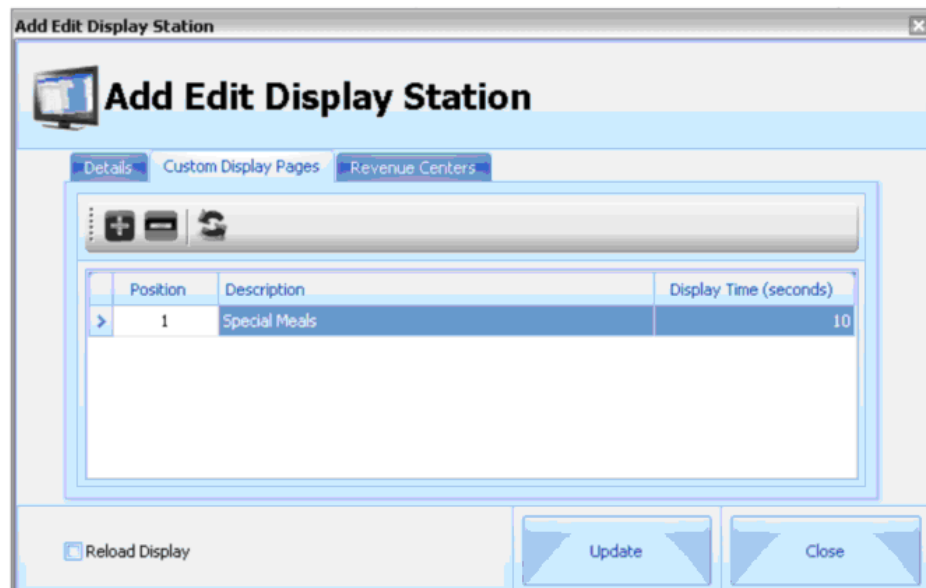 Add Edit Display Station
Add Edit Display Station
Details Custom Display Pages Revenue Centers
Position Description Display Time (seconds)
1 Special Meals 10
Reload Display Update Close